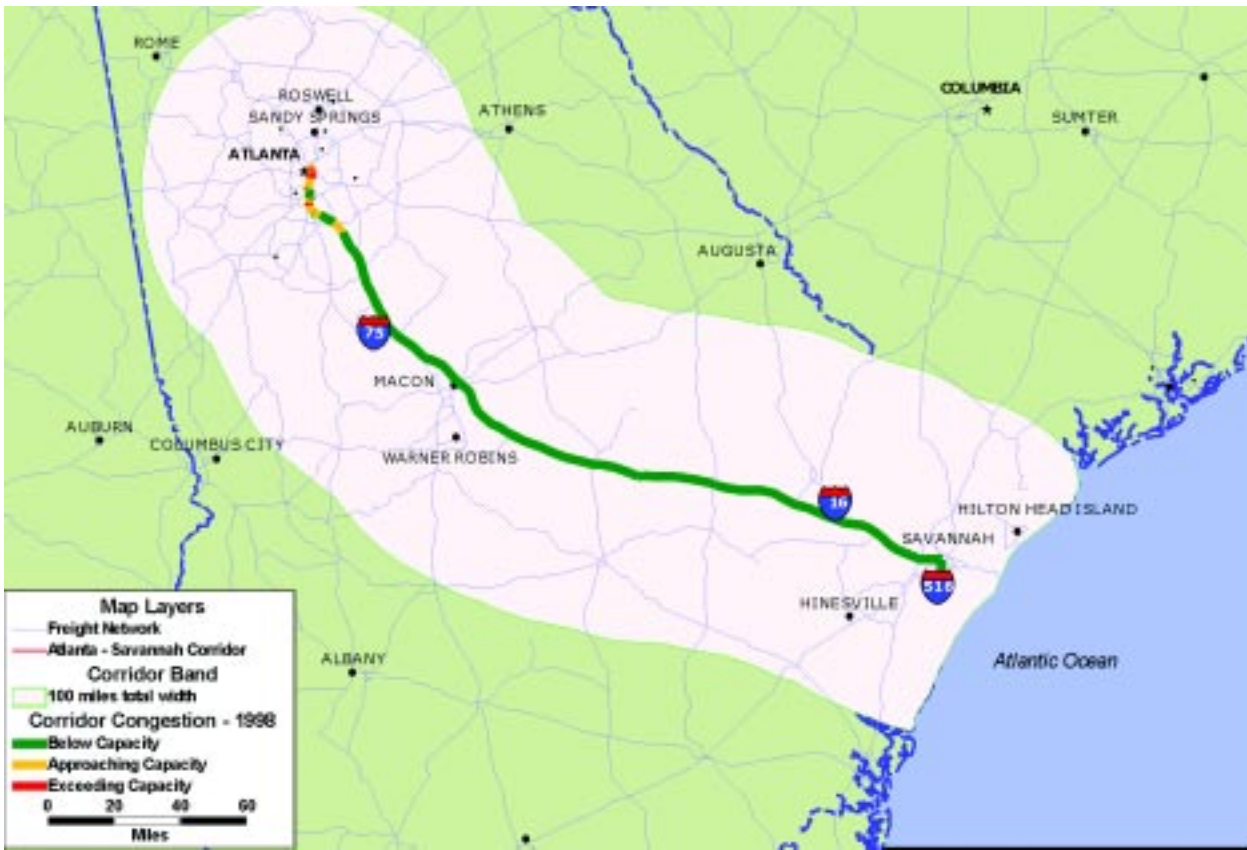 ROME
ROSWELL
SANDY SPRINGS
ATLANTA
ATHENS
COLUMBIA
SUMTER
AUGUSTA
75
MACON
AUBURN
COLUMBUS CITY
WARNER ROBINS
16
HILTON HEAD ISLAND
SAVANNAH
516
HINESVILLE
ALBANY
Atlantic Ocean
Map Layers
Freight Network
Atlanta - Savannah Corridor
Corridor Band
100 miles total width
Corridor Congestion - 1998
Below Capacity
Approaching Capacity
Exceeding Capacity
0 20 40 60
Miles